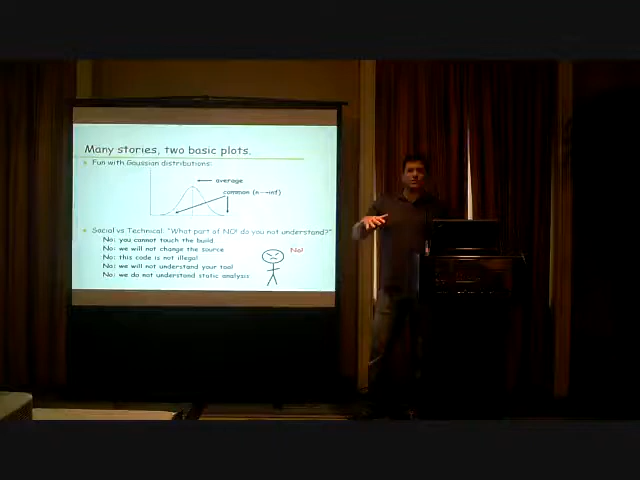 Many stories, two basic plots.
Fun with Gaussian distributions:
average
common (n→inf)
Social vs Technical: "What part of NO! do you not understand?"
No: you cannot touch the build
No: we will not change the source
No: this code is not illegal
No: we will not understand your tool
No: we do not understand static analysis
No!